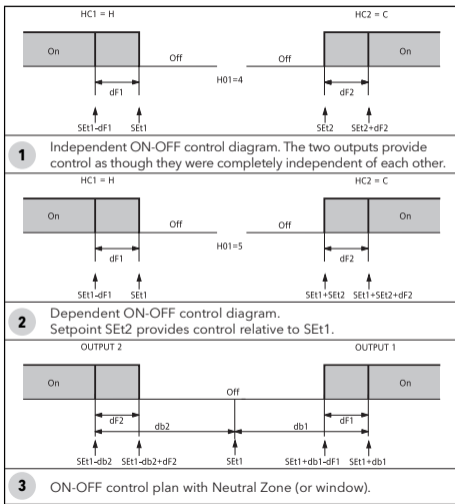 HC1 = H HC2 = C
On Off Off On
H01=4
dF1 dF2
SEt1-dF1 SEt1 SEt2 SEt2+dF2
1 Independent ON-OFF control diagram. The two outputs provide
control as though they were completely independent of each other.
HC1 = H HC2 = C
On Off Off On
H01=5
dF1 dF2
SEt1-dF1 SEt1 SEt1+SEt2 SEt1+SEt2+dF2
2 Dependent ON-OFF control diagram.
Setpoint SEt2 provides control relative to SEt1.
OUTPUT 2 OUTPUT 1
On Off On
dF2 db2 db1 dF1
SEt1-db2 SEt1-db2+dF2 SEt1 SEt1+db1-dF1 SEt1+db1
3 ON-OFF control plan with Neutral Zone (or window).